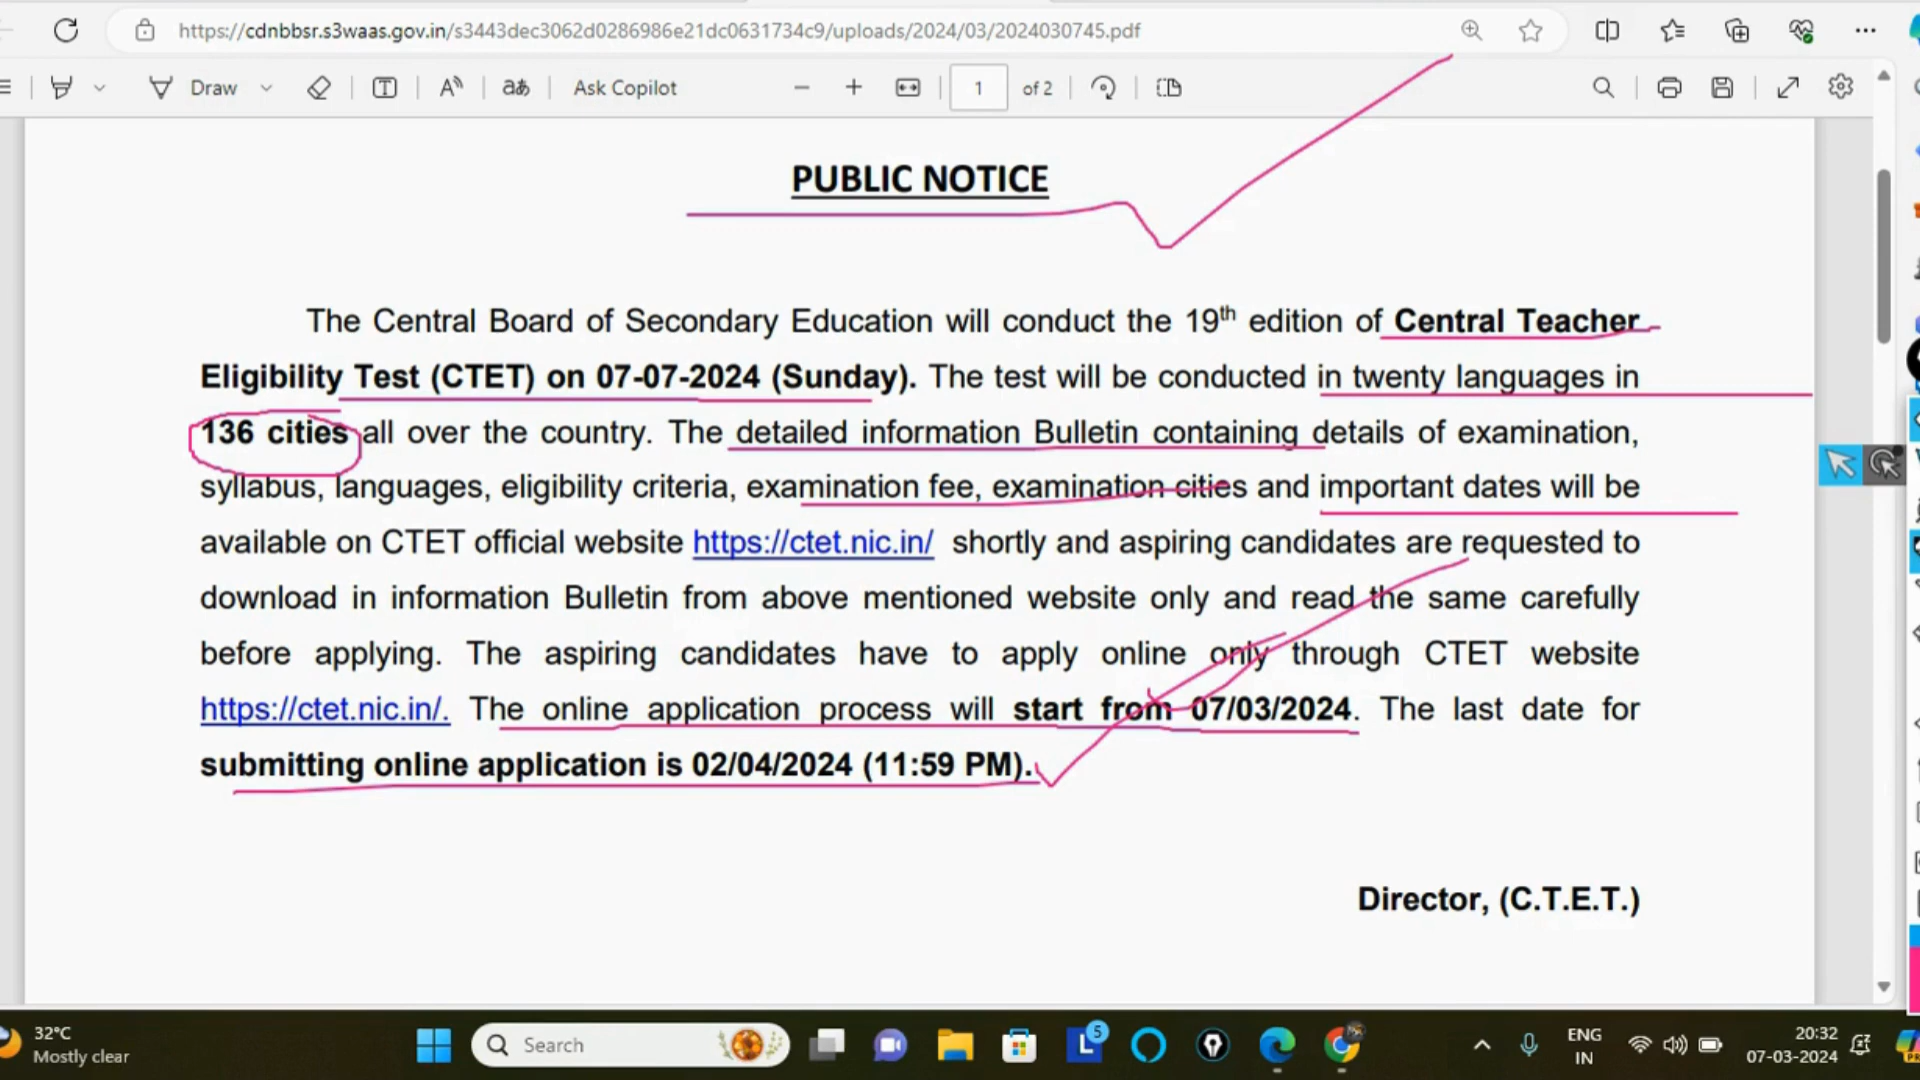 https://cdnbbsr.s3waas.gov.in/s3443dec3062d0286986e21dc0631734c9/uploads/2024/03/2024030745.pdf
Draw
T
A
aあ
Ask Copilot
1
of 2
PUBLIC NOTICE
The Central Board of Secondary Education will conduct the 19th edition of Central Teacher
Eligibility Test (CTET) on 07-07-2024 (Sunday). The test will be conducted in twenty languages in
136 cities all over the country. The detailed information Bulletin containing details of examination,
syllabus, languages, eligibility criteria, examination fee, examination cities and important dates will be
available on CTET official website https://ctet.nic.in/ shortly and aspiring candidates are requested to
download in information Bulletin from above mentioned website only and read the same carefully
before applying. The aspiring candidates have to apply online only through CTET website
https://ctet.nic.in/. The online application process will start from 07/03/2024. The last date for
submitting online application is 02/04/2024 (11:59 PM).
Director, (C.T.E.T.)
32°C
Mostly clear
Search
L
5
ENG
IN
20:32
07-03-2024